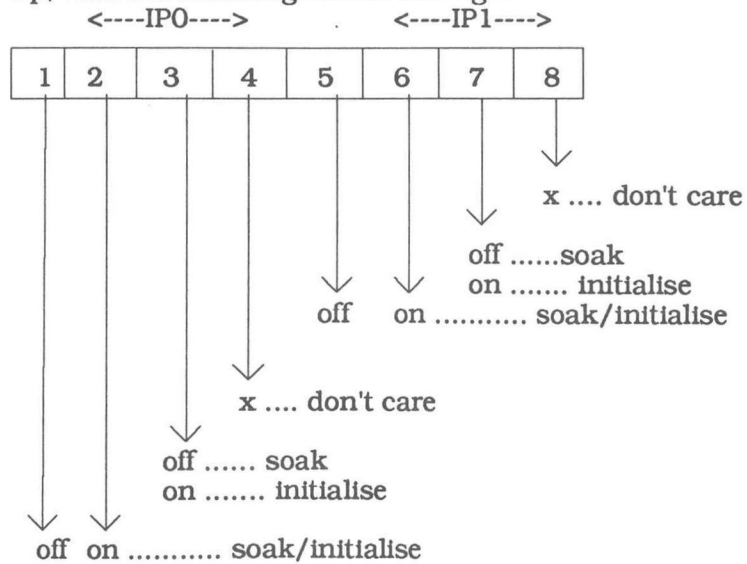 <----IP0----> <----IP1---->
1 2 3 4 5 6 7 8
x .... don't care
off ......soak
on ....... initialise
off on ........... soak/initialise
x .... don't care
off ...... soak
on ....... initialise
off on ........... soak/initialise